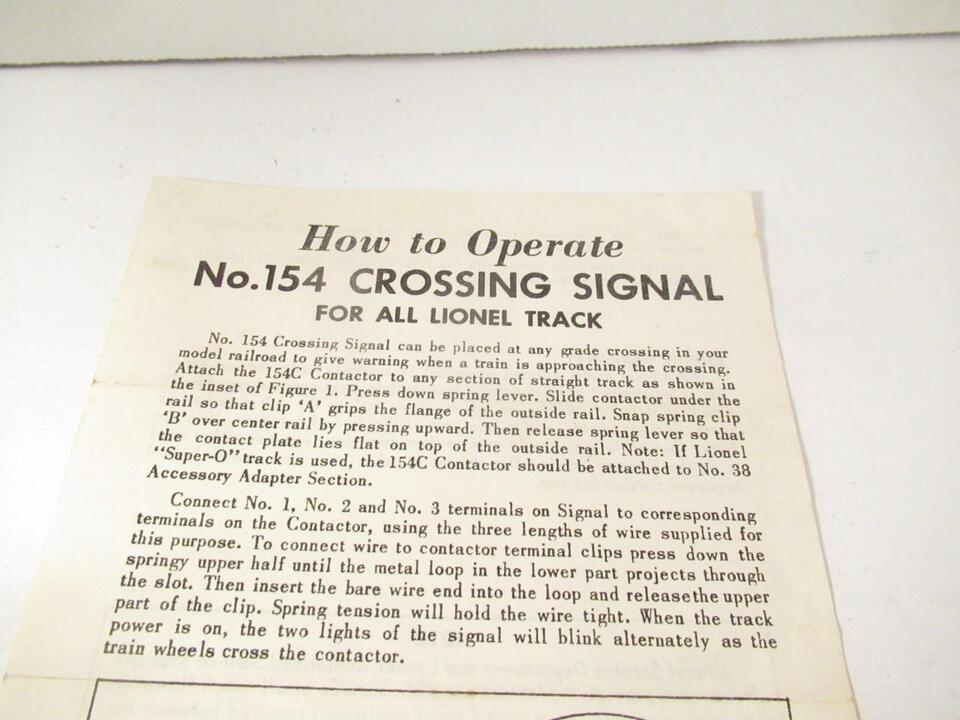 How to Operate
No.154 CROSSING SIGNAL
FOR ALL LIONEL TRACK
No. 154 Crossing Signal can be placed at any grade crossing in your
model railroad to give warning when a train is approaching the crossing.
Attach the 154C Contactor to any section of straight track as shown in
the inset of Figure 1. Press down spring lever. Slide contactor under the
rail so that clip 'A' grips the flange of the outside rail. Snap spring clip
'B' over center rail by pressing upward. Then release spring lever so that
the contact plate lies flat on top of the outside rail. Note: If Lionel
"Super-O" track is used, the 154C Contactor should be attached to No. 38
Accessory Adapter Section.
Connect No. 1, No. 2 and No. 3 terminals on Signal to corresponding
terminals on the Contactor, using the three lengths of wire supplied for
this purpose. To connect wire to contactor terminal clips press down the
springy upper half until the metal loop in the lower part projects through
the slot. Then insert the bare wire end into the loop and release the upper
part of the clip. Spring tension will hold the wire tight. When the track
power is on, the two lights of the signal will blink alternately as the
train wheels cross the contactor.